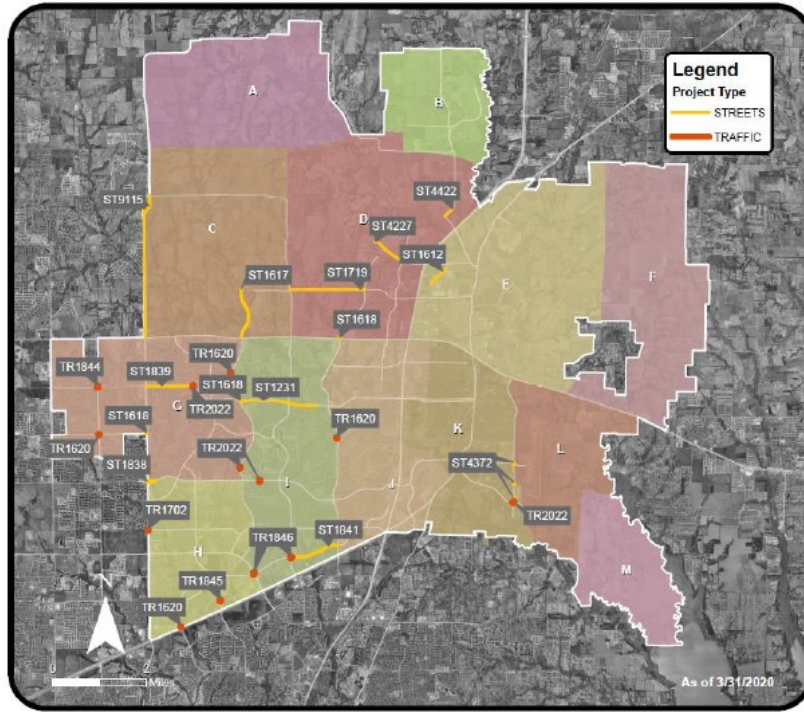 Legend
Project Type
STREETS
TRAFFIC
A
B
ST9115
C
D
ST4422
ST4227
ST1612
ST1617
ST1719
E
F
ST1618
TR1844
ST1839
TR1620
ST1618
ST1231
G
TR2022
ST1618
TR1620
TR1620
K
L
TR2022
ST1838
I
J
ST4372
TR2022
TR1702
H
TR1846
ST1841
M
N
TR1845
TR1620
0
2
Miles
As of 3/31/2020